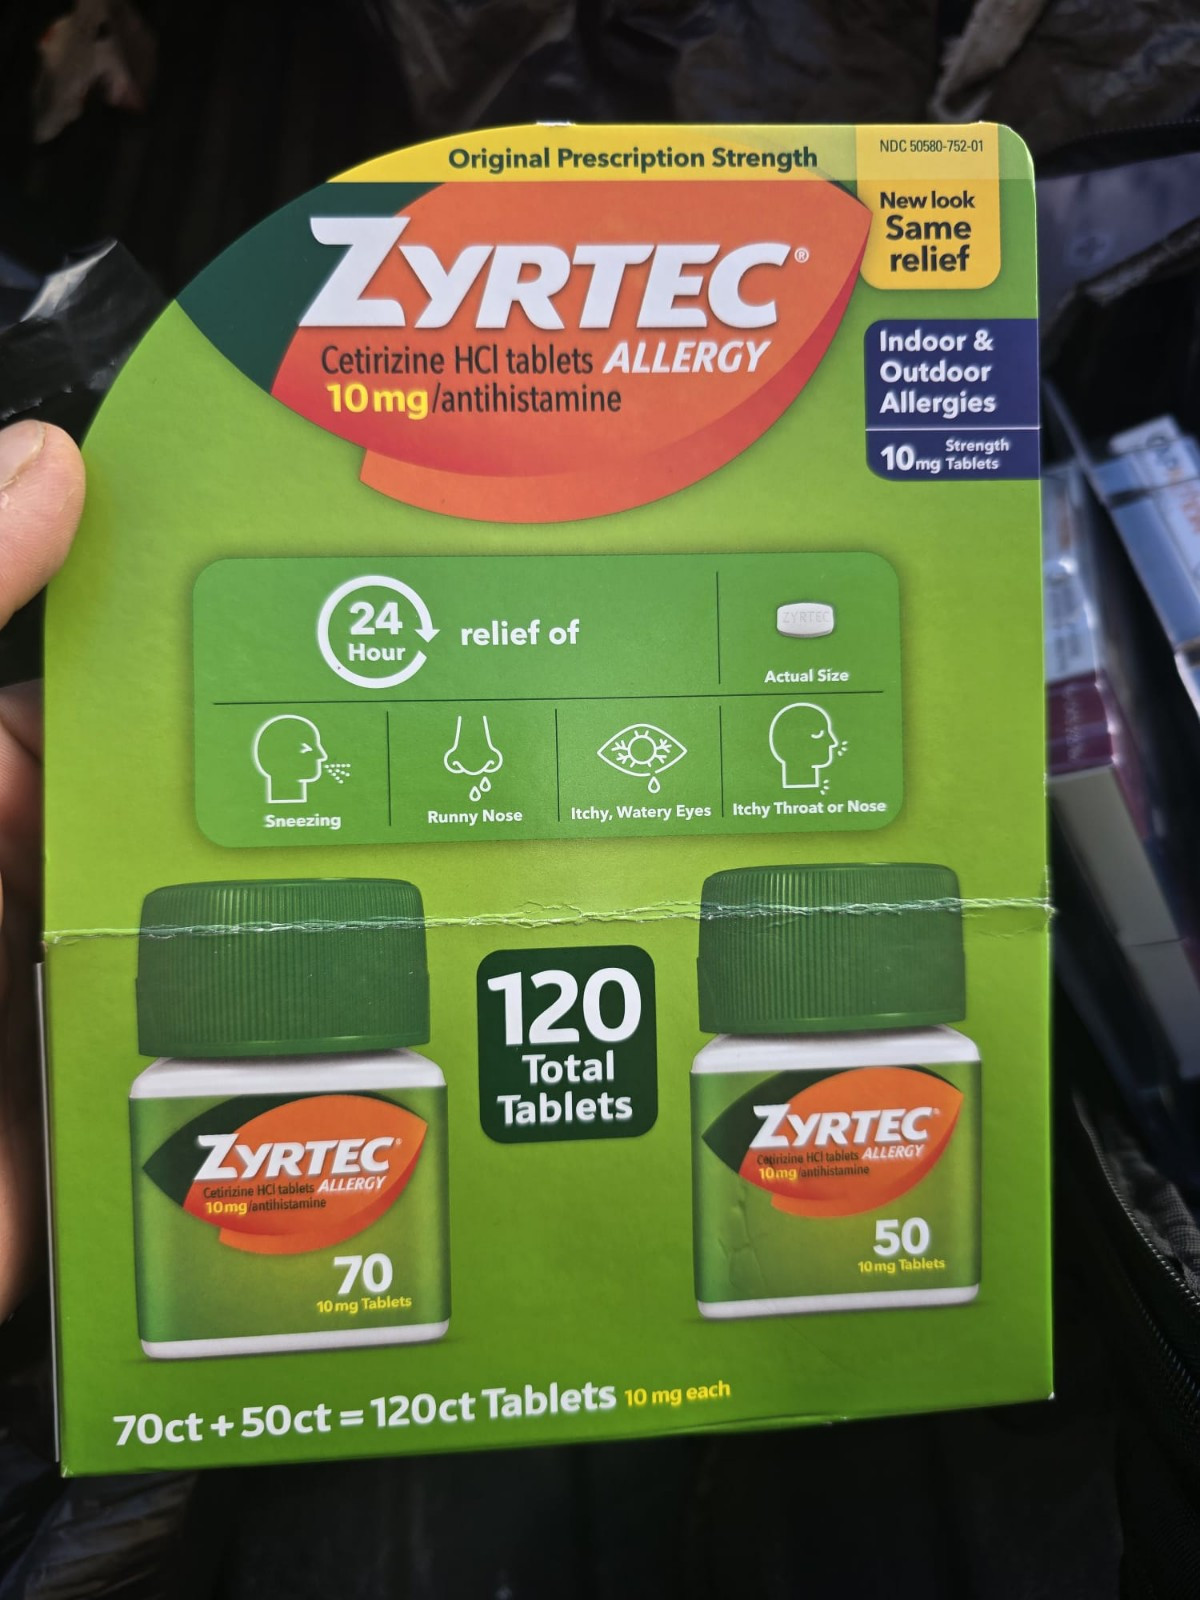 Original Prescription Strength
NDC 50580-752-01
New look
Same
relief
ZYRTEC®
Cetirizine HCl tablets ALLERGY
10 mg/antihistamine
Indoor &
Outdoor
Allergies
10mg Strength Tablets
24
Hour
relief of
ZYRTEC
Actual Size
Sneezing
Runny Nose
Itchy, Watery Eyes
Itchy Throat or Nose
120
Total
Tablets
ZYRTEC®
Cetirizine HCl tablets ALLERGY
10 mg/antihistamine
70
10 mg Tablets
ZYRTEC®
Cetirizine HCl tablets ALLERGY
10 mg/antihistamine
50
10 mg Tablets
70ct + 50ct = 120ct Tablets 10 mg each